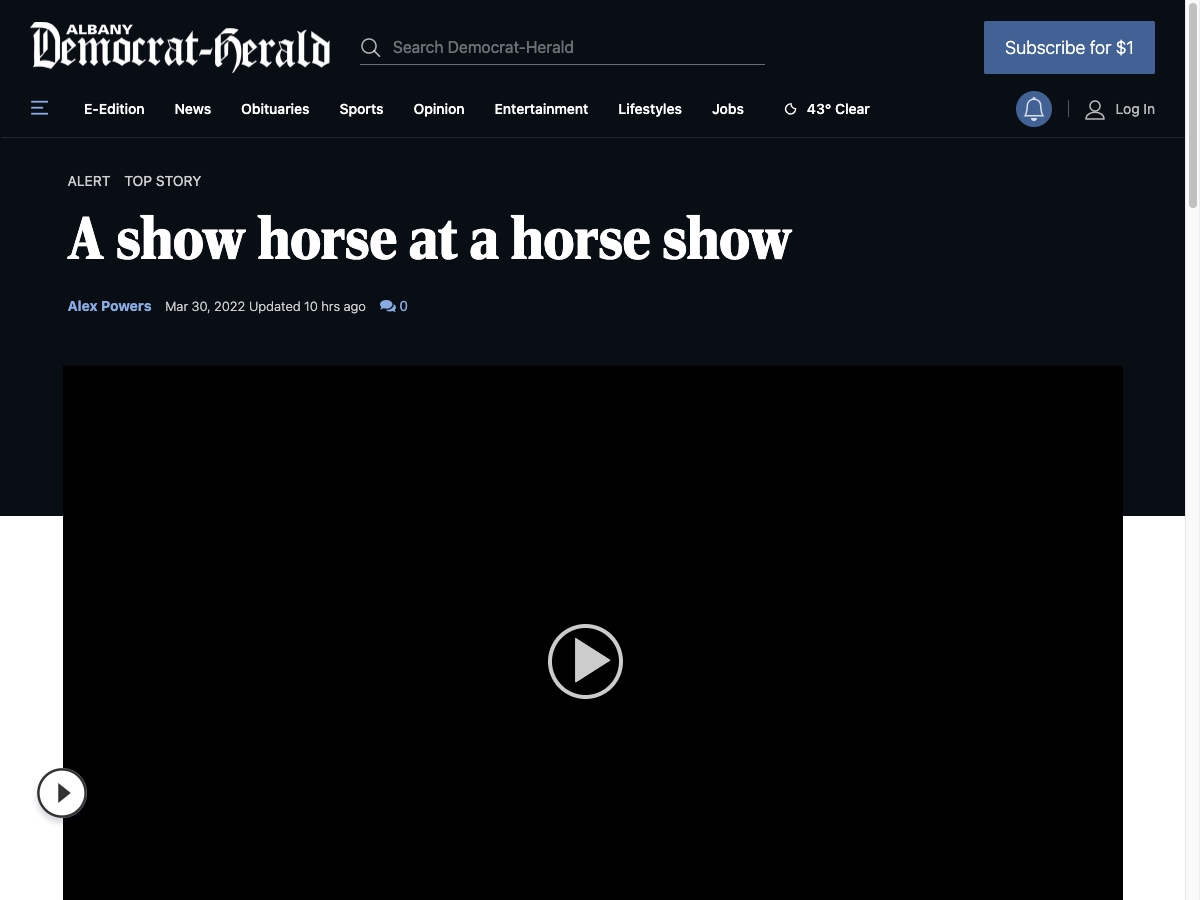 ALBANY
Democrat-Herald
Search Democrat-Herald
Subscribe for $1
E-Edition News Obituaries Sports Opinion Entertainment Lifestyles Jobs 43° Clear Log In
ALERT TOP STORY
A show horse at a horse show
Alex Powers Mar 30, 2022 Updated 10 hrs ago 0